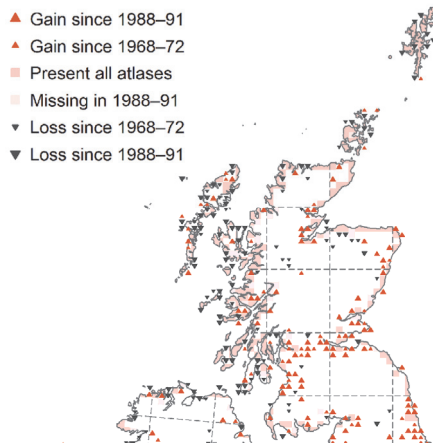 Gain since 1988–91
Gain since 1968–72
Present all atlases
Missing in 1988–91
Loss since 1968–72
Loss since 1988–91